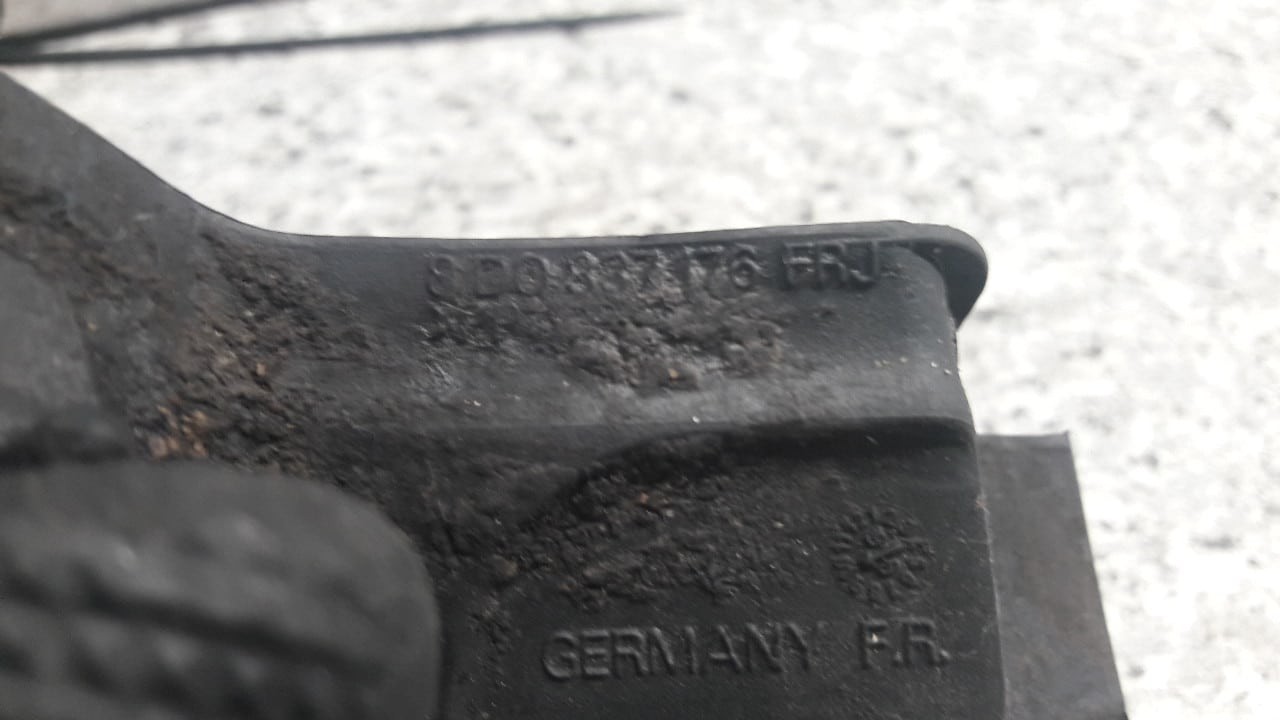 8D0 837 176 FRJ
GERMANY F.R.